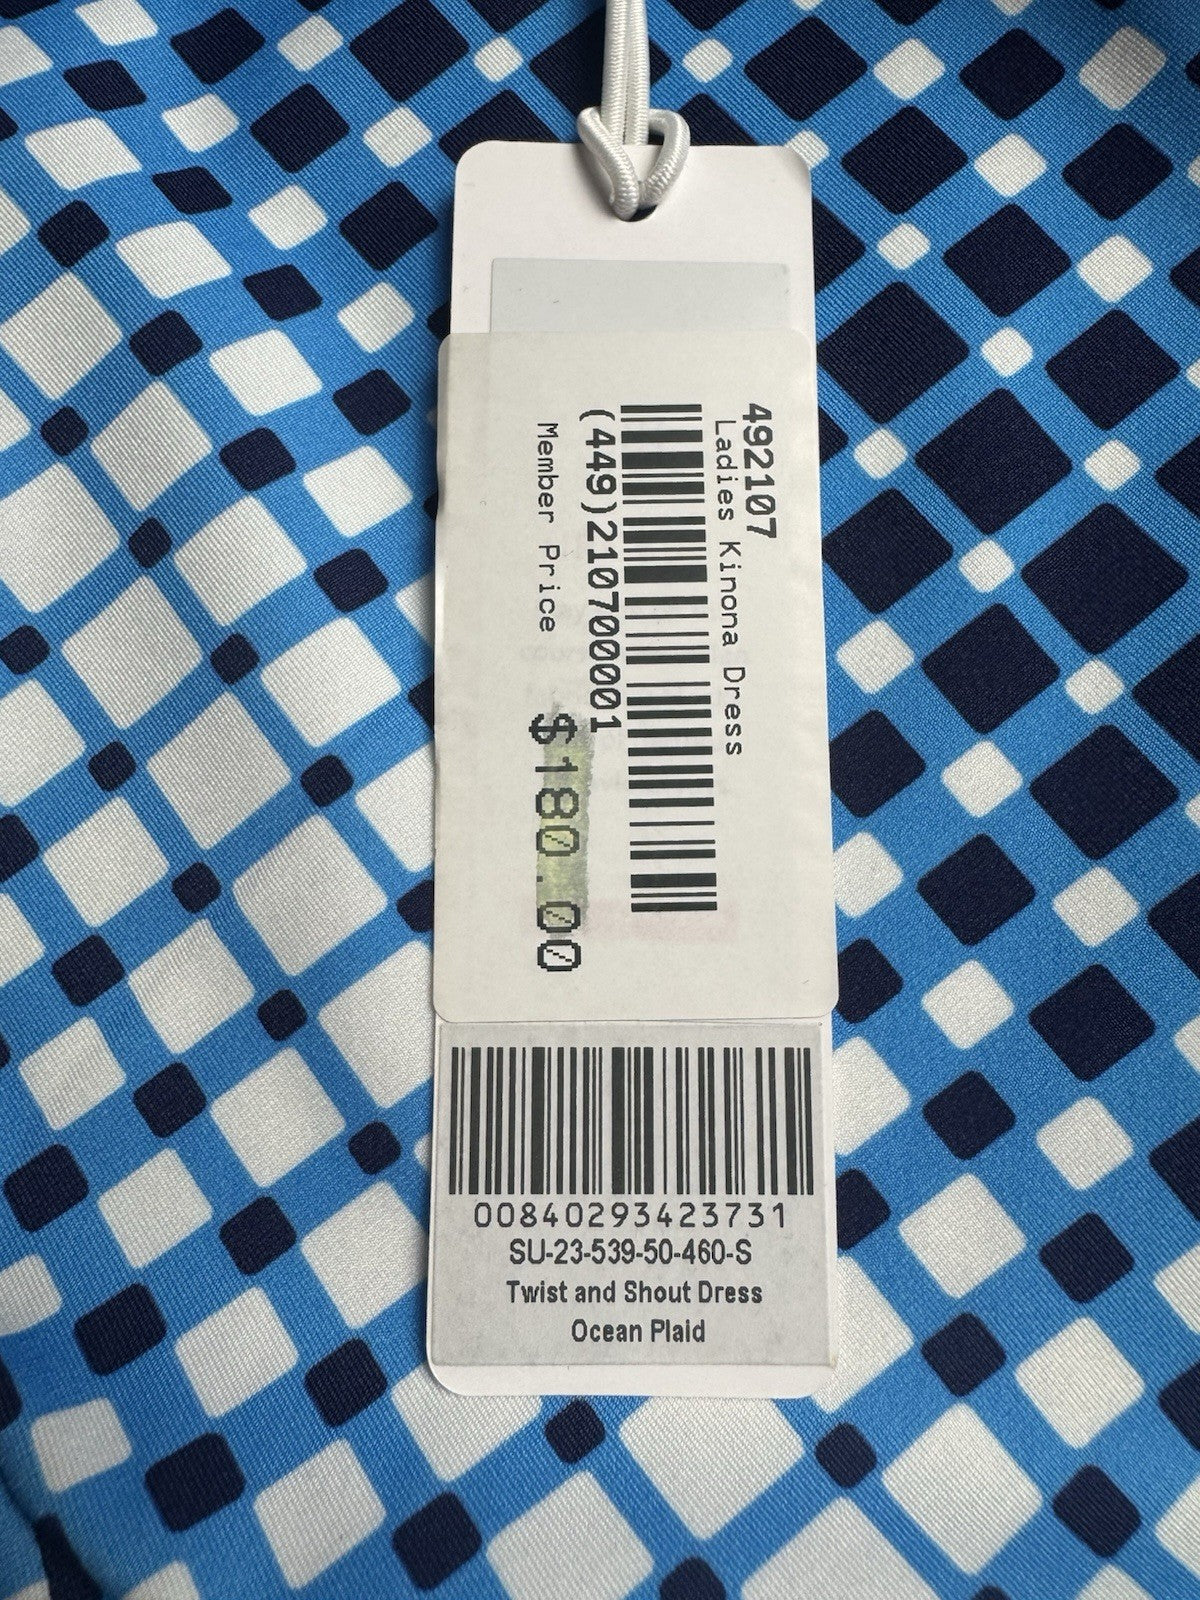 492107
Ladies Kinona Dress
(449)210700001
Member Price $180.00
00840293423731
SU-23-539-50-460-S
Twist and Shout Dress
Ocean Plaid